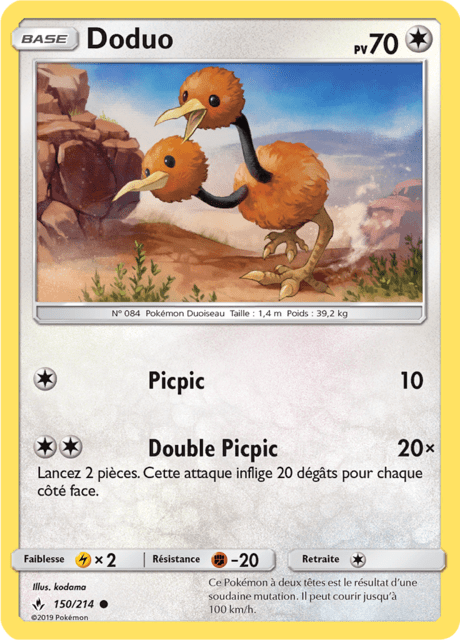 BASE Doduo PV 70
N° 084 Pokémon Duoiseau Taille : 1,4 m Poids : 39,2 kg
Picpic 10
Double Picpic 20×
Lancez 2 pièces. Cette attaque inflige 20 dégâts pour chaque
côté face.
Faiblesse × 2 Résistance -20 Retraite
Illus. kodama
150/214
©2019 Pokémon
Ce Pokémon à deux têtes est le résultat d'une
soudaine mutation. Il peut courir jusqu'à
100 km/h.